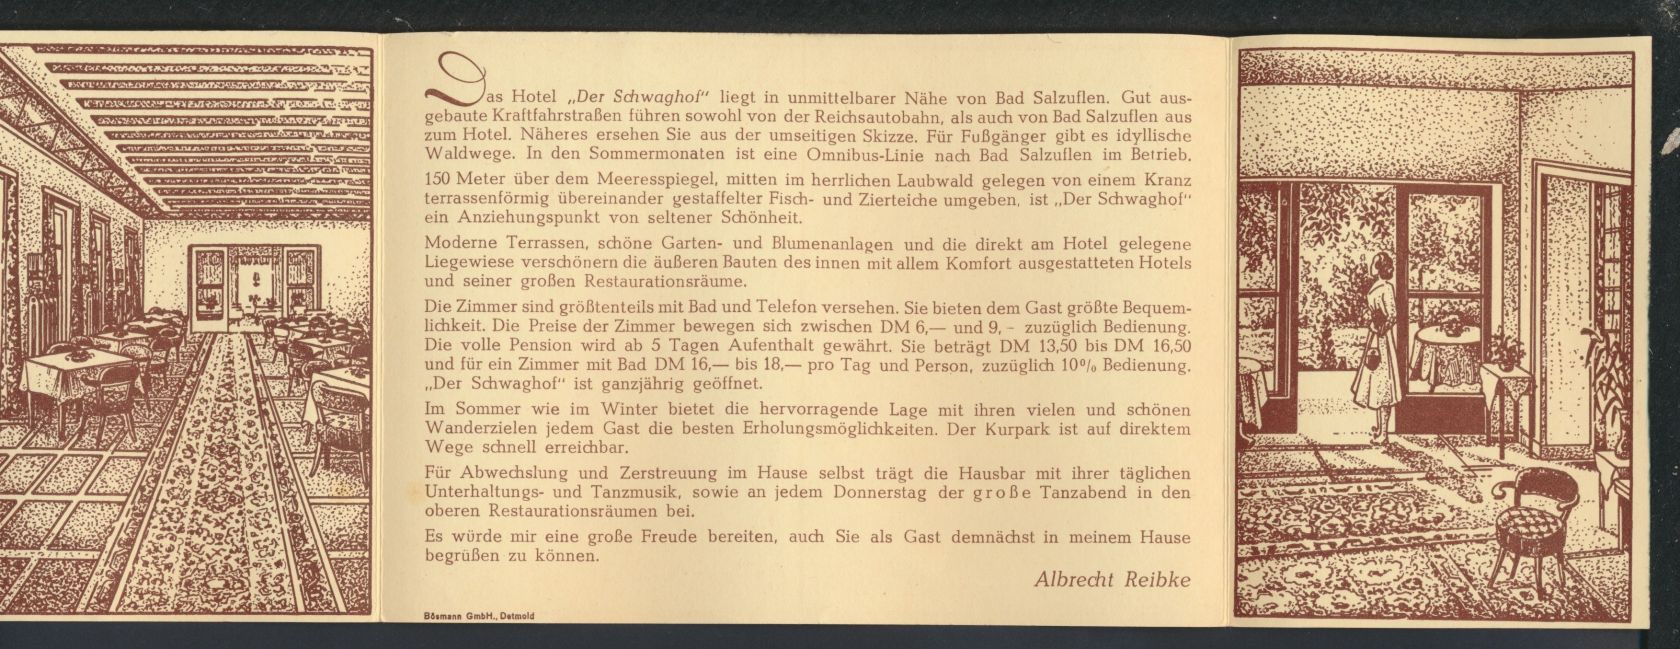 Das Hotel „Der Schwaghof“ liegt in unmittelbarer Nähe von Bad Salzuflen. Gut aus-
gebaute Kraftfahrstraßen führen sowohl von der Reichsautobahn, als auch von Bad Salzuflen aus
zum Hotel. Näheres ersehen Sie aus der umseitigen Skizze. Für Fußgänger gibt es idyllische
Waldwege. In den Sommermonaten ist eine Omnibus-Linie nach Bad Salzuflen im Betrieb.
150 Meter über dem Meeresspiegel, mitten im herrlichen Laubwald gelegen von einem Kranz
terrassenförmig übereinander gestaffelter Fisch- und Zierteiche umgeben, ist „Der Schwaghof“
ein Anziehungspunkt von seltener Schönheit.
Moderne Terrassen, schöne Garten- und Blumenanlagen und die direkt am Hotel gelegene
Liegewiese verschönern die äußeren Bauten des innen mit allem Komfort ausgestatteten Hotels
und seiner großen Restaurationsräume.
Die Zimmer sind größtenteils mit Bad und Telefon versehen. Sie bieten dem Gast größte Bequem-
lichkeit. Die Preise der Zimmer bewegen sich zwischen DM 6,— und 9,- zuzüglich Bedienung.
Die volle Pension wird ab 5 Tagen Aufenthalt gewährt. Sie beträgt DM 13,50 bis DM 16,50
und für ein Zimmer mit Bad DM 16,— bis 18,— pro Tag und Person, zuzüglich 10% Bedienung.
„Der Schwaghof“ ist ganzjährig geöffnet.
Im Sommer wie im Winter bietet die hervorragende Lage mit ihren vielen und schönen
Wanderzielen jedem Gast die besten Erholungsmöglichkeiten. Der Kurpark ist auf direktem
Wege schnell erreichbar.
Für Abwechslung und Zerstreuung im Hause selbst trägt die Hausbar mit ihrer täglichen
Unterhaltungs- und Tanzmusik, sowie an jedem Donnerstag der große Tanzabend in den
oberen Restaurationsräumen bei.
Es würde mir eine große Freude bereiten, auch Sie als Gast demnächst in meinem Hause
begrüßen zu können.
Albrecht Reibke
Bösmann GmbH., Detmold